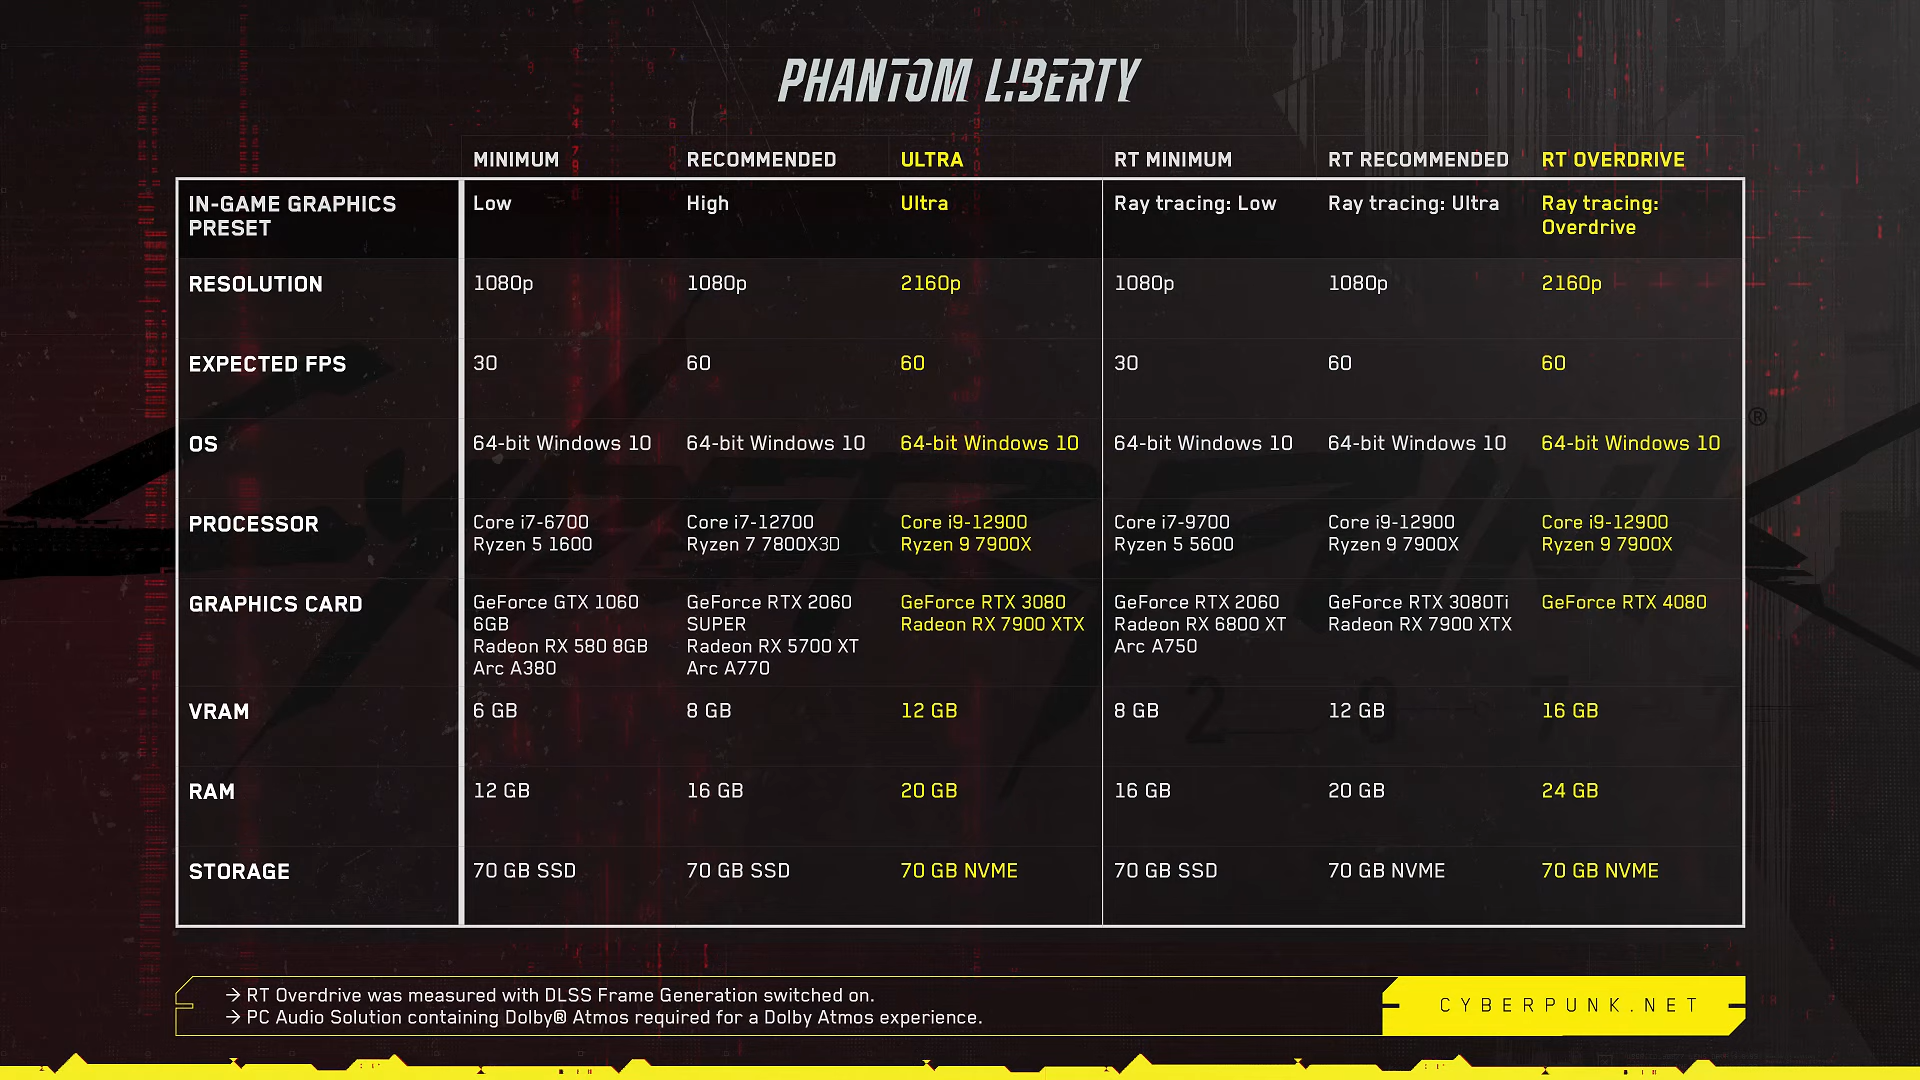 PHANTOM L!BERTY
MINIMUM RECOMMENDED ULTRA RT MINIMUM RT RECOMMENDED RT OVERDRIVE
IN-GAME GRAPHICS PRESET Low High Ultra Ray tracing: Low Ray tracing: Ultra Ray tracing: Overdrive
RESOLUTION 1080p 1080p 2160p 1080p 1080p 2160p
EXPECTED FPS 30 60 60 30 60 60
OS 64-bit Windows 10 64-bit Windows 10 64-bit Windows 10 64-bit Windows 10 64-bit Windows 10 64-bit Windows 10
PROCESSOR Core i7-6700 Core i7-12700 Core i9-12900 Core i7-9700 Core i9-12900 Core i9-12900
Ryzen 5 1600 Ryzen 7 7800X3D Ryzen 9 7900X Ryzen 5 5600 Ryzen 9 7900X Ryzen 9 7900X
GRAPHICS CARD GeForce GTX 1060 GeForce RTX 2060 GeForce RTX 3080 GeForce RTX 2060 GeForce RTX 3080Ti GeForce RTX 4080
6GB SUPER Radeon RX 7900 XTX Radeon RX 6800 XT Radeon RX 7900 XTX
Radeon RX 580 8GB Radeon RX 5700 XT Arc A750
Arc A380 Arc A770
VRAM 6 GB 8 GB 12 GB 8 GB 12 GB 16 GB
RAM 12 GB 16 GB 20 GB 16 GB 20 GB 24 GB
STORAGE 70 GB SSD 70 GB SSD 70 GB NVME 70 GB SSD 70 GB NVME 70 GB NVME
→ RT Overdrive was measured with DLSS Frame Generation switched on.
→ PC Audio Solution containing Dolby® Atmos required for a Dolby Atmos experience.
CYBERPUNK.NET